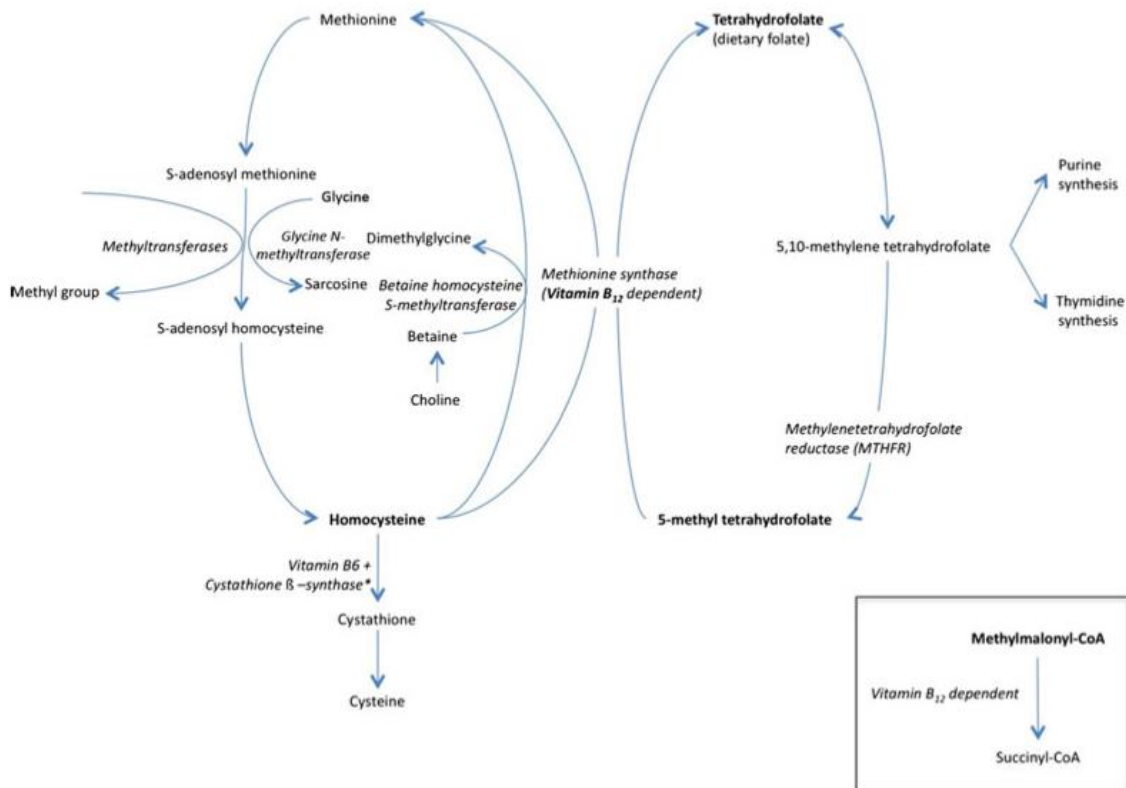 Methionine
Tetrahydrofolate
(dietary folate)
S-adenosyl methionine
Glycine
Methyltransferases
Glycine N-
methyltransferase
Dimethylglycine
Sarcosine
Methyl group
Betaine homocysteine
S-methyltransferase
S-adenosyl homocysteine
Betaine
Choline
Methionine synthase
(Vitamin B12 dependent)
5,10-methylene tetrahydrofolate
Purine
synthesis
Thymidine
synthesis
Methylenetetrahydrofolate
reductase (MTHFR)
Homocysteine
5-methyl tetrahydrofolate
Vitamin B6 +
Cystathione ß –synthase*
Cystathione
Cysteine
Methylmalonyl-CoA
Vitamin B12 dependent
Succinyl-CoA